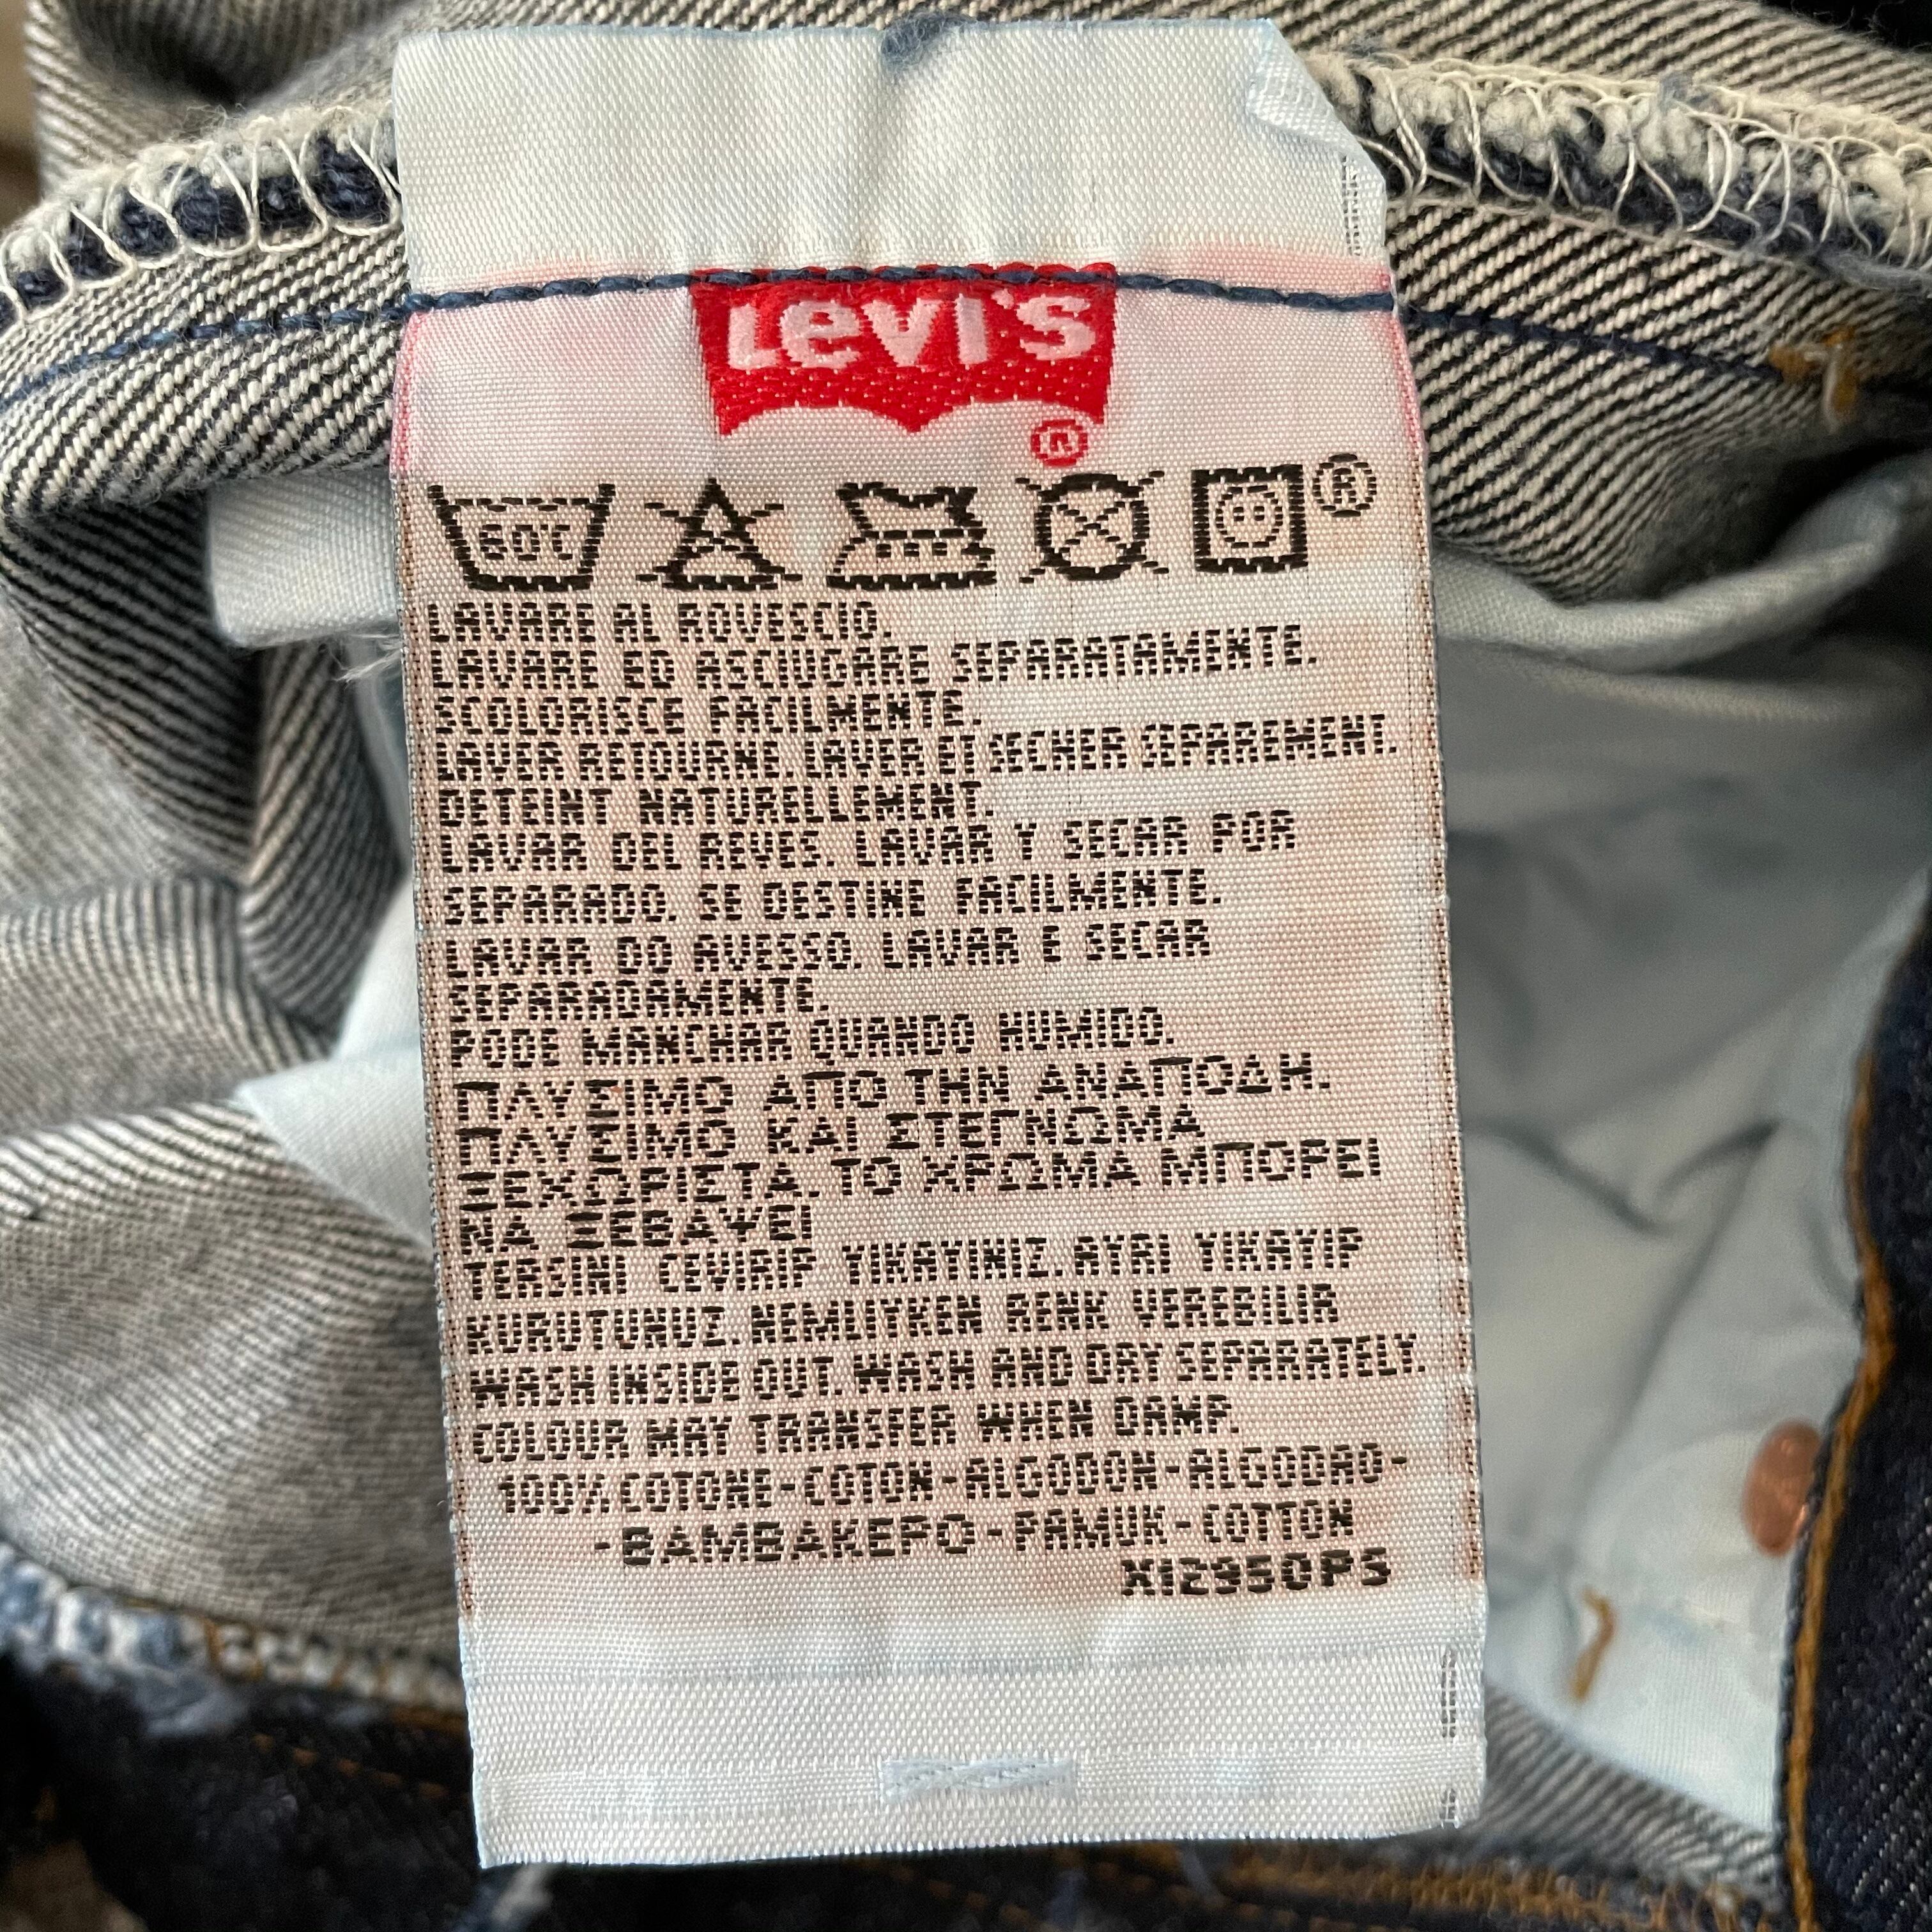 Levi's
®
60°C
®
LAVARE AL ROVESCIO.
LAVARE ED ASCIUGARE SEPARATAMENTE.
SCOLORISCE FACILMENTE.
LAVER RETOURNE. LAVER ET SECHER SEPAREMENT.
DETEINT NATURELLEMENT.
LAVAR DEL REVES. LAVAR Y SECAR POR
SEPARADO. SE DESTINE FACILMENTE.
LAVAR DO AVESSO. LAVAR E SECAR
SEPARADAMENTE.
PODE MANCHAR QUANDO HUMIDO.
ΠΛΥΣΙΜΟ ΑΠΟ ΤΗΝ ΑΝΑΠΟΔΗ.
ΠΛΥΣΙΜΟ ΚΑΙ ΣΤΕΓΝΩΜΑ
ΞΕΧΩΡΙΣΤΑ. ΤΟ ΧΡΩΜΑ ΜΠΟΡΕΙ
ΝΑ ΞΕΒΑΨΕΙ
TERSINI CEVIRIP YIKAYINIZ. AYRI YIKAYIP
KURUTUNUZ. NEMLIYKEN RENK VEREBILIR
WASH INSIDE OUT. WASH AND DRY SEPARATELY.
COLOUR MAY TRANSFER WHEN DAMP.
100% COTONE-COTON-ALGODON-ALGODAO-
-BAMBAKEPO-PAMUK-COTTON
XI2950PS